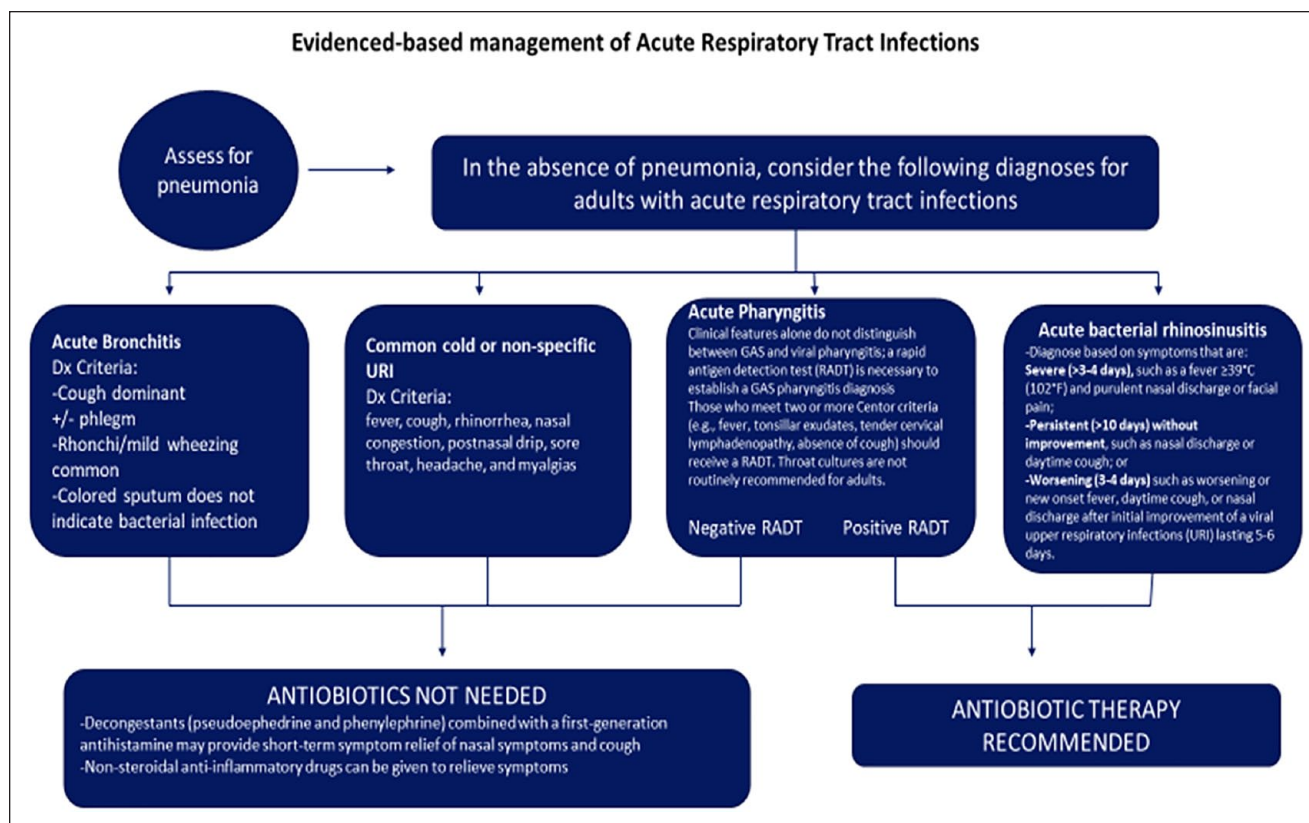 Evidenced-based management of Acute Respiratory Tract Infections
Assess for
pneumonia
In the absence of pneumonia, consider the following diagnoses for
adults with acute respiratory tract infections
Acute Bronchitis
Dx Criteria:
-Cough dominant
+/- phlegm
-Rhonchi/mild wheezing
common
-Colored sputum does not
indicate bacterial infection
Common cold or non-specific
URI
Dx Criteria:
fever, cough, rhinorrhea, nasal
congestion, postnasal drip, sore
throat, headache, and myalgias
Acute Pharyngitis
Clinical features alone do not distinguish
between GAS and viral pharyngitis; a rapid
antigen detection test (RADT) is necessary to
establish a GAS pharyngitis diagnosis
Those who meet two or more Centor criteria
(e.g., fever, tonsillar exudates, tender cervical
lymphadenopathy, absence of cough) should
receive a RADT. Throat cultures are not
routinely recommended for adults.
Negative RADT Positive RADT
Acute bacterial rhinosinusitis
-Diagnose based on symptoms that are:
Severe (>3-4 days), such as a fever ≥39°C
(102°F) and purulent nasal discharge or facial
pain;
-Persistent (>10 days) without
improvement, such as nasal discharge or
daytime cough; or
-Worsening (3-4 days) such as worsening or
new onset fever, daytime cough, or nasal
discharge after initial improvement of a viral
upper respiratory infections (URI) lasting 5-6
days.
ANTIOBIOTICS NOT NEEDED
-Decongestants (pseudoephedrine and phenylephrine) combined with a first-generation
antihistamine may provide short-term symptom relief of nasal symptoms and cough
-Non-steroidal anti-inflammatory drugs can be given to relieve symptoms
ANTIOBIOTIC THERAPY
RECOMMENDED